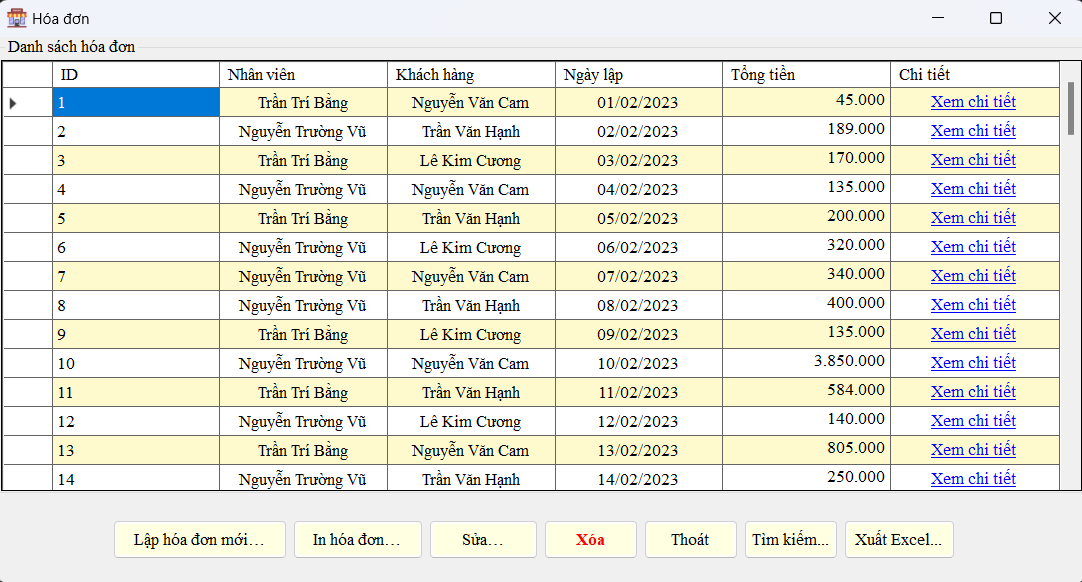 Hóa đơn
Danh sách hóa đơn
ID Nhân viên Khách hàng Ngày lập Tổng tiền Chi tiết
1 Trần Trí Bằng Nguyễn Văn Cam 01/02/2023 45.000 Xem chi tiết
2 Nguyễn Trường Vũ Trần Văn Hạnh 02/02/2023 189.000 Xem chi tiết
3 Trần Trí Bằng Lê Kim Cương 03/02/2023 170.000 Xem chi tiết
4 Nguyễn Trường Vũ Nguyễn Văn Cam 04/02/2023 135.000 Xem chi tiết
5 Trần Trí Bằng Trần Văn Hạnh 05/02/2023 200.000 Xem chi tiết
6 Nguyễn Trường Vũ Lê Kim Cương 06/02/2023 320.000 Xem chi tiết
7 Nguyễn Trường Vũ Nguyễn Văn Cam 07/02/2023 340.000 Xem chi tiết
8 Nguyễn Trường Vũ Trần Văn Hạnh 08/02/2023 400.000 Xem chi tiết
9 Trần Trí Bằng Lê Kim Cương 09/02/2023 135.000 Xem chi tiết
10 Nguyễn Trường Vũ Nguyễn Văn Cam 10/02/2023 3.850.000 Xem chi tiết
11 Trần Trí Bằng Trần Văn Hạnh 11/02/2023 584.000 Xem chi tiết
12 Nguyễn Trường Vũ Lê Kim Cương 12/02/2023 140.000 Xem chi tiết
13 Trần Trí Bằng Nguyễn Văn Cam 13/02/2023 805.000 Xem chi tiết
14 Nguyễn Trường Vũ Trần Văn Hạnh 14/02/2023 250.000 Xem chi tiết
Lập hóa đơn mới... In hóa đơn... Sửa... Xóa Thoát Tìm kiếm... Xuất Excel...